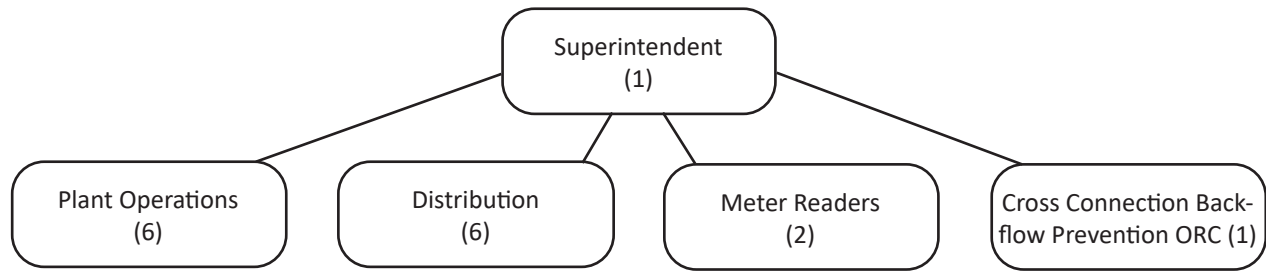 Superintendent
(1)
Plant Operations
(6)
Distribution
(6)
Meter Readers
(2)
Cross Connection Back-
flow Prevention ORC (1)